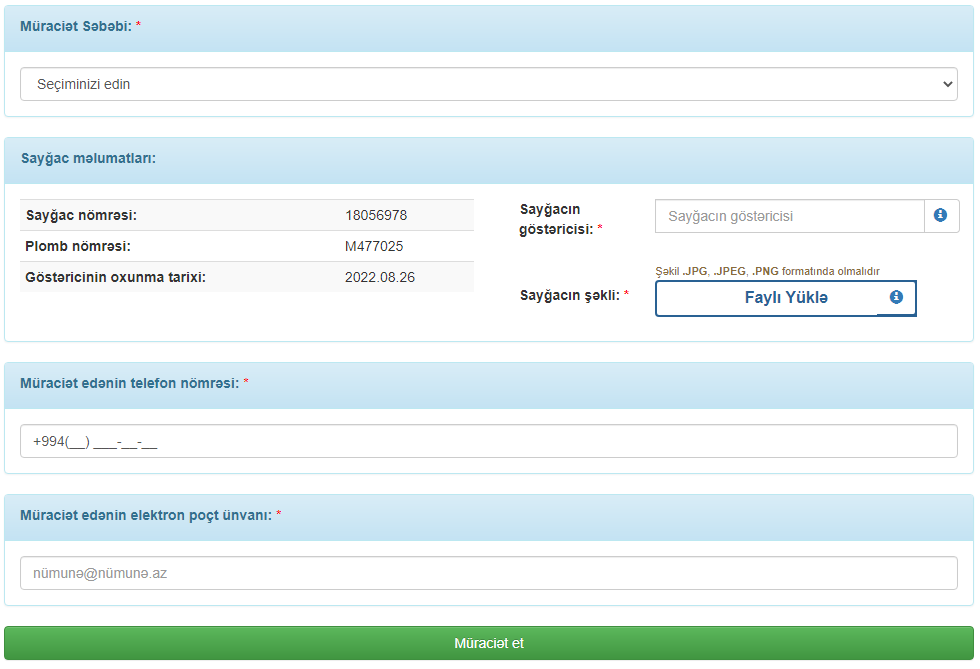 Müraciət Səbəbi: *
Seçiminizi edin
Sayğac məlumatları:
Sayğac nömrəsi: 18056978
Plomb nömrəsi: M477025
Göstəricinin oxunma tarixi: 2022.08.26
Sayğacın
göstəricisi: *
Sayğacın göstəricisi
Şəkil .JPG, .JPEG, .PNG formatında olmalıdır
Sayğacın şəkli: *
Faylı Yüklə
Müraciət edənin telefon nömrəsi: *
+994(__) ___-__-__
Müraciət edənin elektron poçt ünvanı: *
nümunə@nümunə.az
Müraciət et